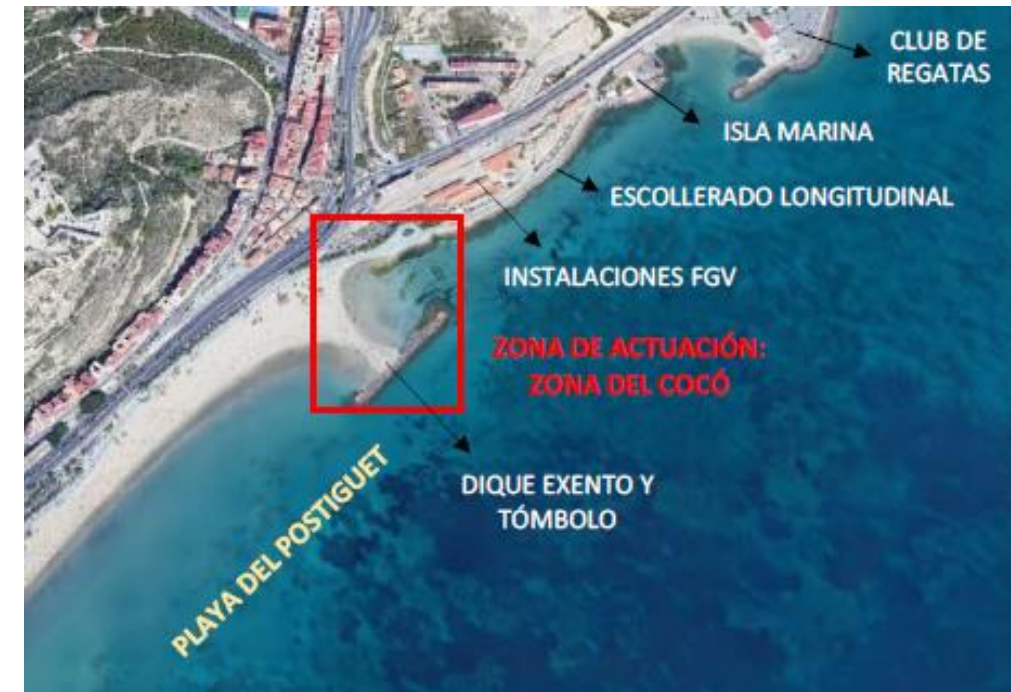 CLUB DE
REGATAS
ISLA MARINA
ESCOLLERADO LONGITUDINAL
INSTALACIONES FGV
ZONA DE ACTUACIÓN:
ZONA DEL COCÓ
DIQUE EXENTO Y
TÓMBOLO
PLAYA DEL POSTIGUET